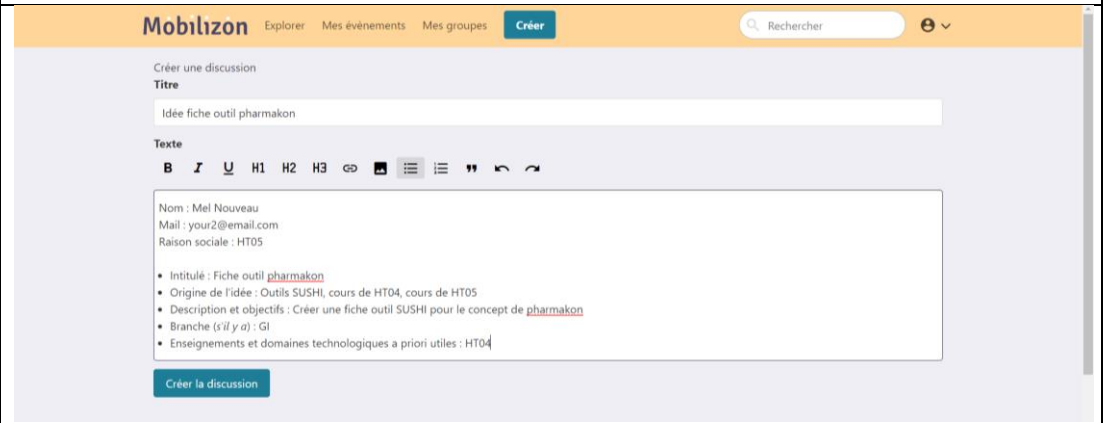 Mobilizon Explorer Mes évènements Mes groupes Créer Rechercher
Créer une discussion
Titre
Idée fiche outil pharmakon
Texte
B I U H1 H2 H3
Nom : Mel Nouveau
Mail : your2@email.com
Raison sociale : HT05
• Intitulé : Fiche outil pharmakon
• Origine de l'idée : Outils SUSHI, cours de HT04, cours de HT05
• Description et objectifs : Créer une fiche outil SUSHI pour le concept de pharmakon
• Branche (s'il y a) : GI
• Enseignements et domaines technologiques a priori utiles : HT04
Créer la discussion